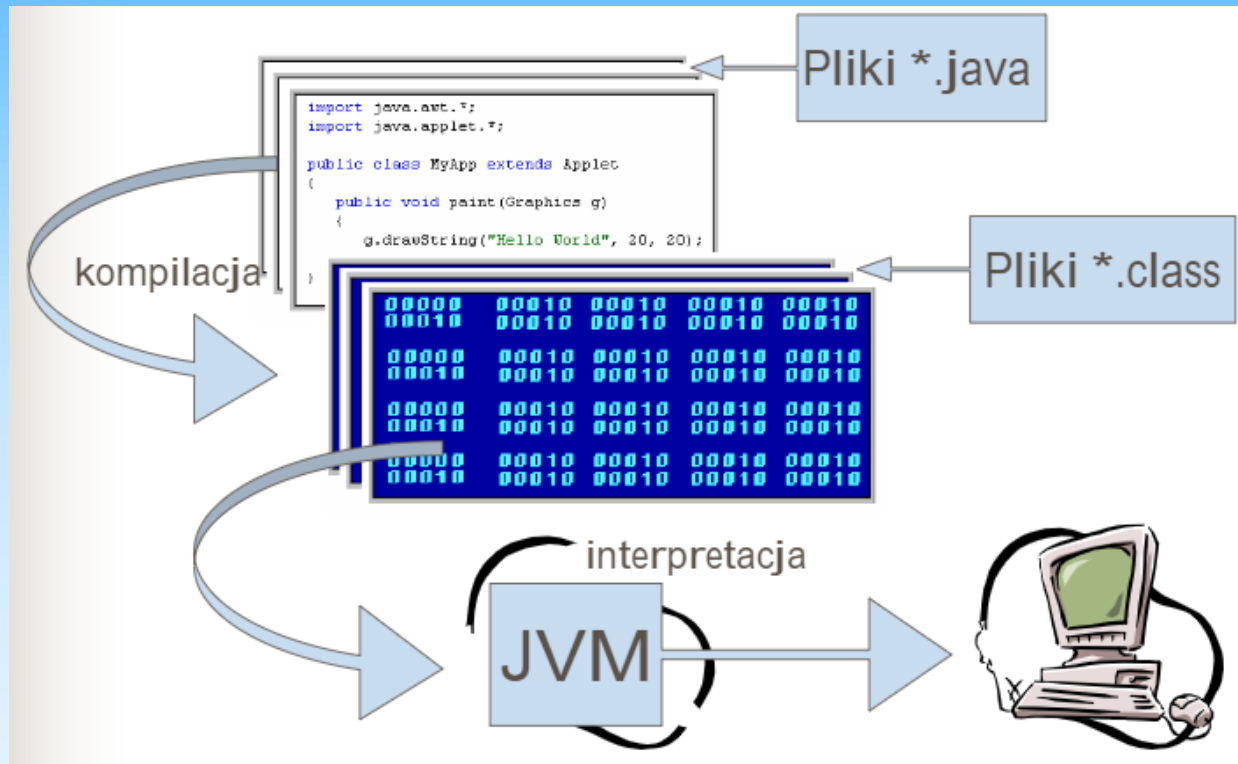 Pliki *.java
import java.awt.*;
import java.applet.*;
public class MyApp extends Applet
{
public void paint(Graphics g)
{
g.drawString("Hello World", 20, 20);
}
kompilacja
Pliki *.class
00000 00010 00010 00010 00010
00010 00010 00010 00010 00010
00000 00010 00010 00010 00010
00010 00010 00010 00010 00010
00000 00010 00010 00010 00010
00010 00010 00010 00010 00010
00000 00010 00010 00010 00010
00010 00010 00010 00010 00010
interpretacja
JVM